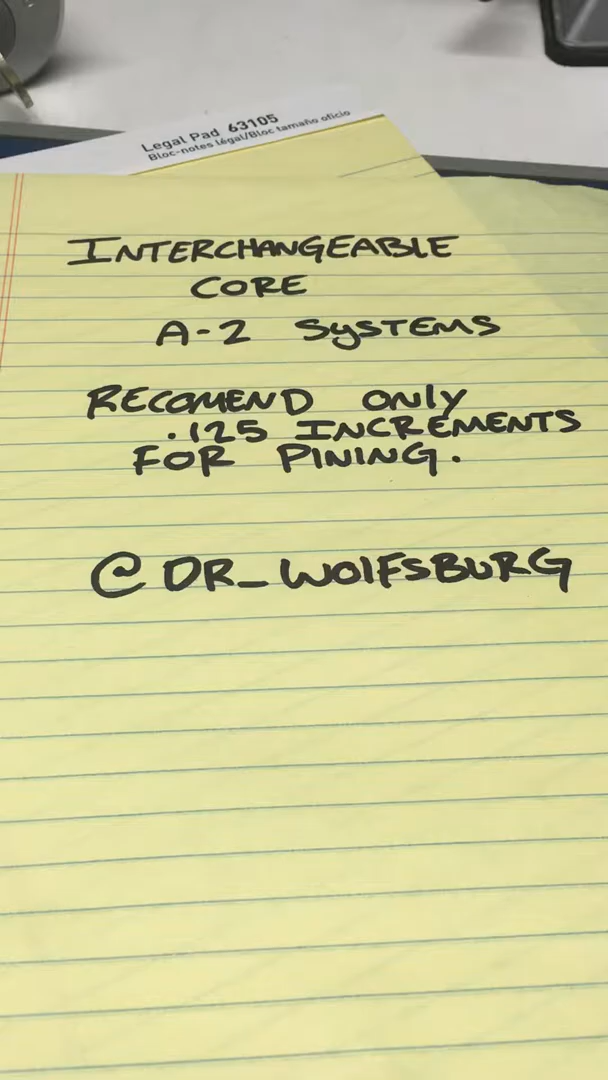 Legal Pad 63105
Bloc-notes légal/Bloc tamaño oficio
INTERCHANGEABLE
CORE
A-2 SYSTEMS
RECOMEND ONLY
.125 INCREMENTS
FOR PINING.
@DR_WOlFSBURG